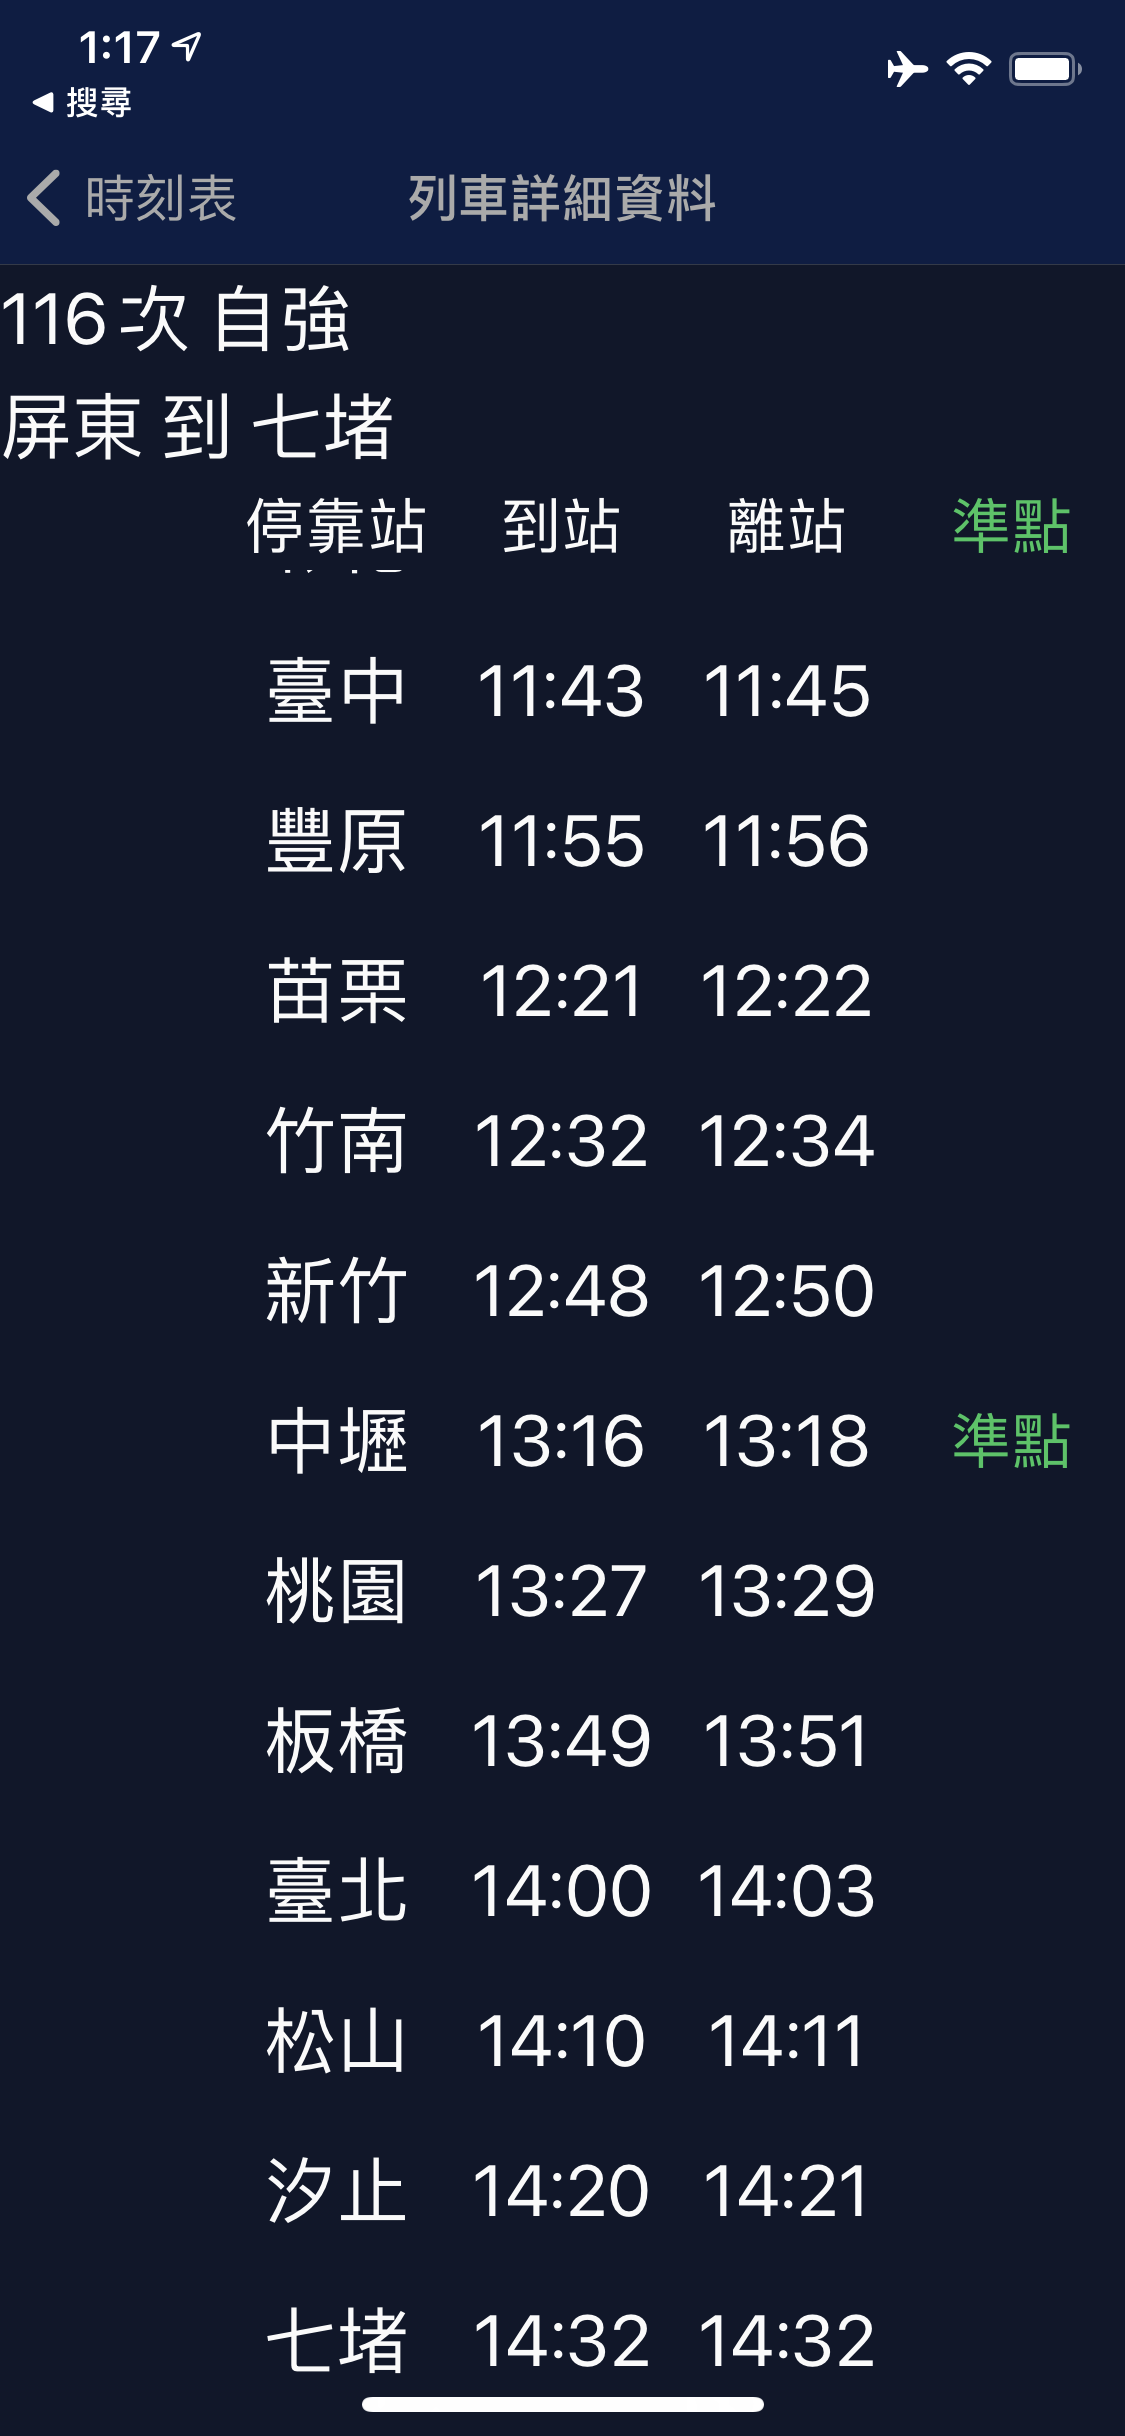 1:17
搜尋
時刻表 列車詳細資料
116 次 自強
屏東 到 七堵
停靠站 到站 離站 準點
臺中 11:43 11:45
豐原 11:55 11:56
苗栗 12:21 12:22
竹南 12:32 12:34
新竹 12:48 12:50
中壢 13:16 13:18 準點
桃園 13:27 13:29
板橋 13:49 13:51
臺北 14:00 14:03
松山 14:10 14:11
汐止 14:20 14:21
七堵 14:32 14:32